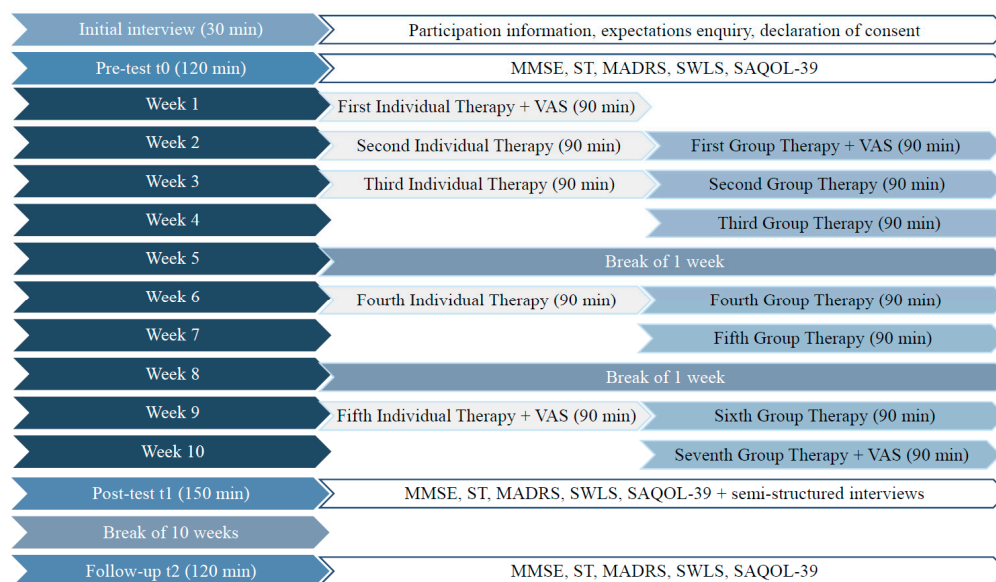 Initial interview (30 min) Participation information, expectations enquiry, declaration of consent
Pre-test t0 (120 min) MMSE, ST, MADRS, SWLS, SAQOL-39
Week 1 First Individual Therapy + VAS (90 min)
Week 2 Second Individual Therapy (90 min) First Group Therapy + VAS (90 min)
Week 3 Third Individual Therapy (90 min) Second Group Therapy (90 min)
Week 4 Third Group Therapy (90 min)
Week 5 Break of 1 week
Week 6 Fourth Individual Therapy (90 min) Fourth Group Therapy (90 min)
Week 7 Fifth Group Therapy (90 min)
Week 8 Break of 1 week
Week 9 Fifth Individual Therapy + VAS (90 min) Sixth Group Therapy (90 min)
Week 10 Seventh Group Therapy + VAS (90 min)
Post-test t1 (150 min) MMSE, ST, MADRS, SWLS, SAQOL-39 + semi-structured interviews
Break of 10 weeks
Follow-up t2 (120 min) MMSE, ST, MADRS, SWLS, SAQOL-39